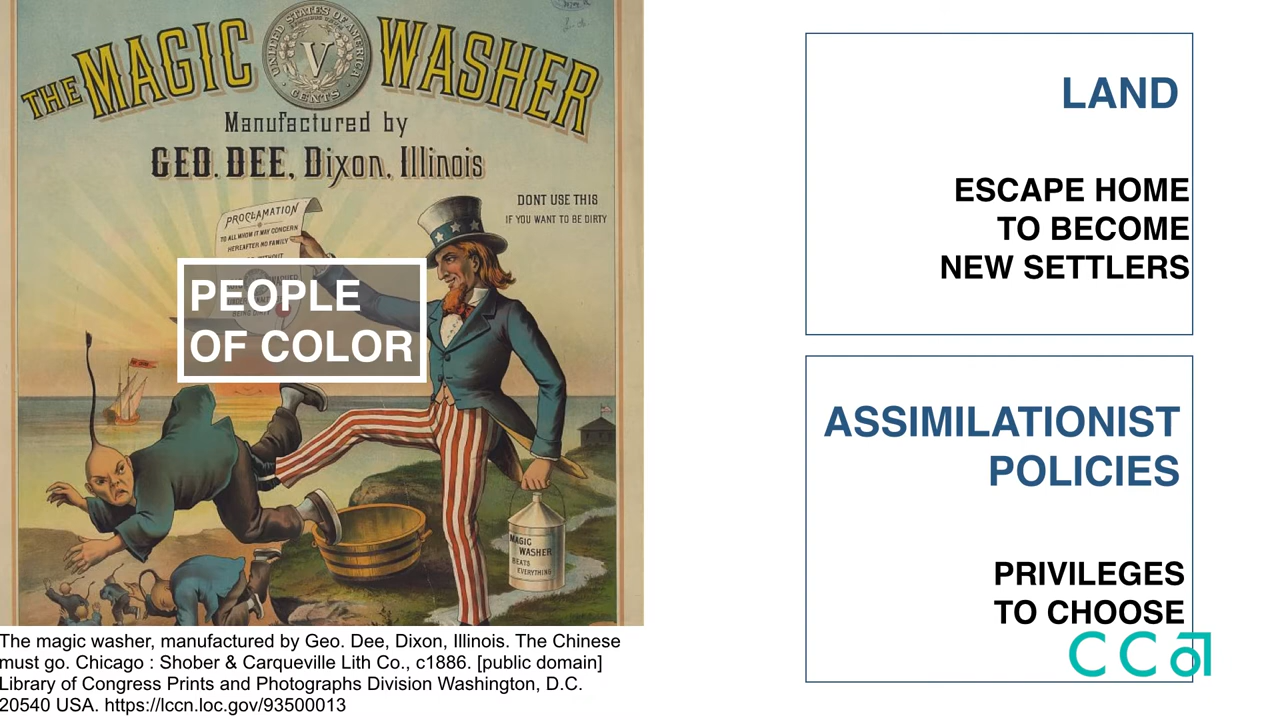 THE MAGIC WASHER
UNITED STATES OF AMERICA
V
CENTS
Manufactured by
GEO. DEE, Dixon, Illinois
DONT USE THIS
IF YOU WANT TO BE DIRTY
PROCLAMATION
TO ALL WHOM IT MAY CONCERN
HEREAFTER NO FAMILY
PEOPLE
OF COLOR
MAGIC
WASHER
BEATS
EVERYTHING
The magic washer, manufactured by Geo. Dee, Dixon, Illinois. The Chinese
must go. Chicago : Shober & Carqueville Lith Co., c1886. [public domain]
Library of Congress Prints and Photographs Division Washington, D.C.
20540 USA. https://lccn.loc.gov/93500013
LAND
ESCAPE HOME
TO BECOME
NEW SETTLERS
ASSIMILATIONIST
POLICIES
PRIVILEGES
TO CHOOSE